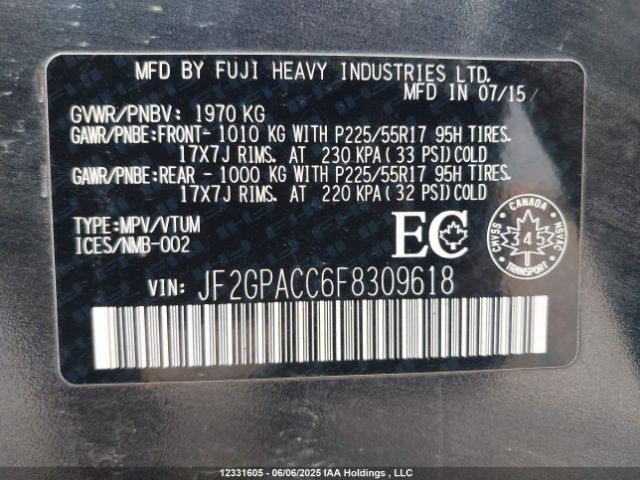 MFD BY FUJI HEAVY INDUSTRIES LTD.
MFD IN 07/15/
GVWR/PNBV: 1970 KG
GAWR/PNBE:FRONT- 1010 KG WITH P225/55R17 95H TIRES.
17X7J RIMS. AT 230 KPA(33 PSI)COLD
GAWR/PNBE:REAR - 1000 KG WITH P225/55R17 95H TIRES.
17X7J RIMS. AT 220 KPA(32 PSI)COLD
TYPE:MPV/VTUM
ICES/NMB-002
EC
CANADA
CMVSS 345 NSVAC
TRANSPORT
VIN: JF2GPACC6F8309618
12331605 - 06/06/2025 IAA Holdings , LLC